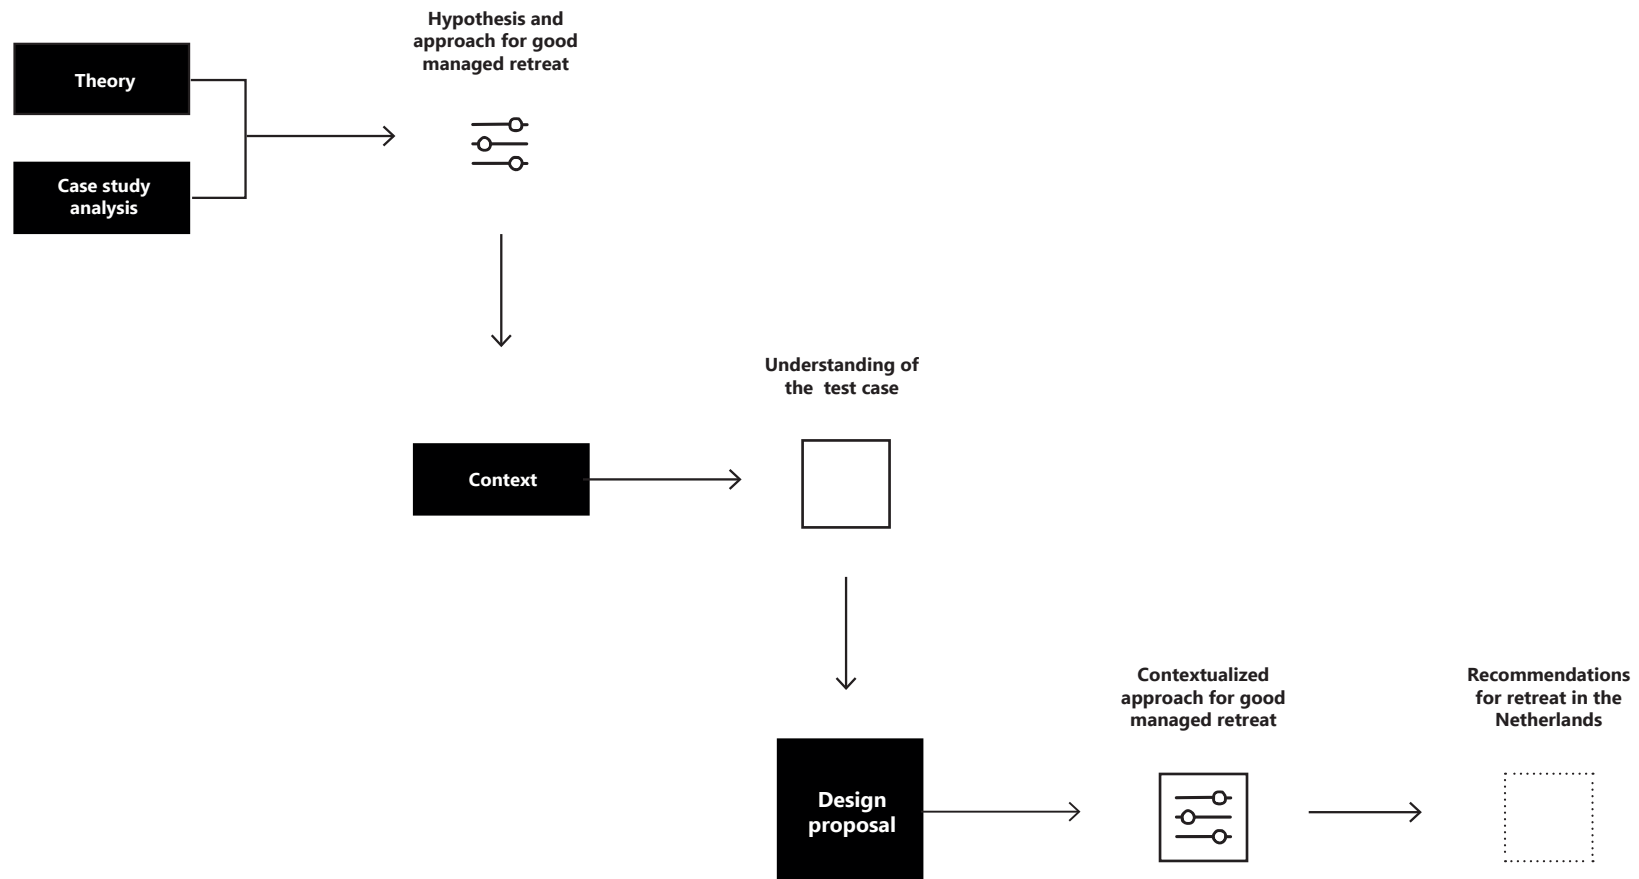 Hypothesis and
approach for good
managed retreat
Theory
Case study
analysis
Understanding of
the  test case
Context
Contextualized
approach for good
managed retreat
Recommendations
for retreat in the
Netherlands
Design
proposal